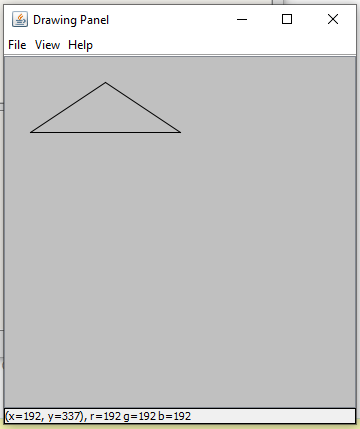 Drawing Panel
File View Help
(x=192, y=337), r=192 g=192 b=192